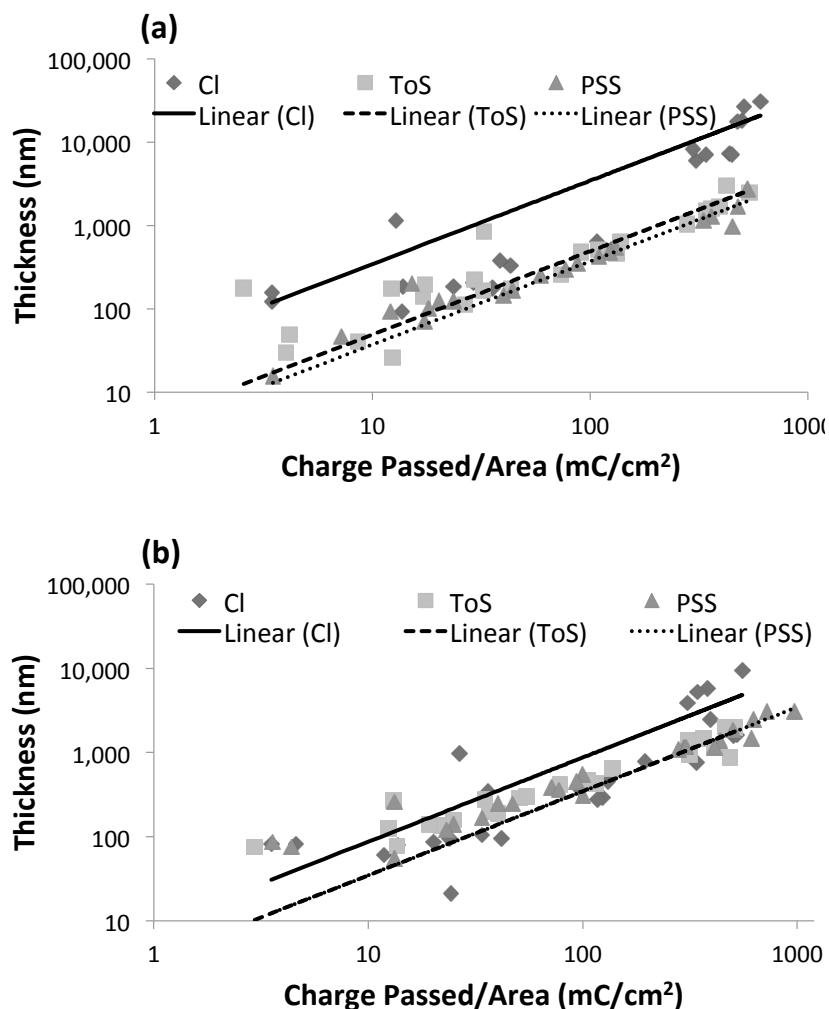 (a)
100,000
Cl ToS PSS
Linear (Cl) Linear (ToS) Linear (PSS)
10,000
1,000
100
10
Thickness (nm)
1 10 100 1000
Charge Passed/Area (mC/cm²)
(b)
100,000
Cl ToS PSS
Linear (Cl) Linear (ToS) Linear (PSS)
10,000
1,000
100
10
Thickness (nm)
1 10 100 1000
Charge Passed/Area (mC/cm²)